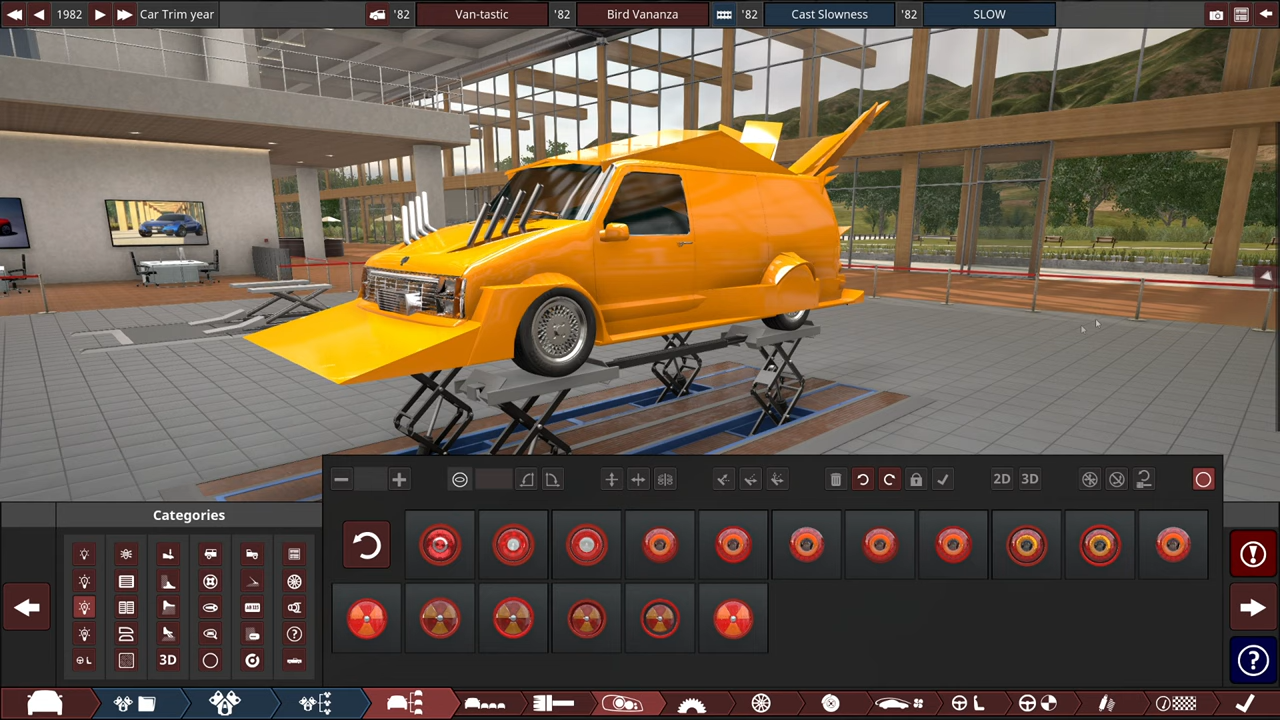 1982 Car Trim year '82 Van-tastic '82 Bird Vananza '82 Cast Slowness '82 SLOW
2D 3D
Categories
L
3D
?
?